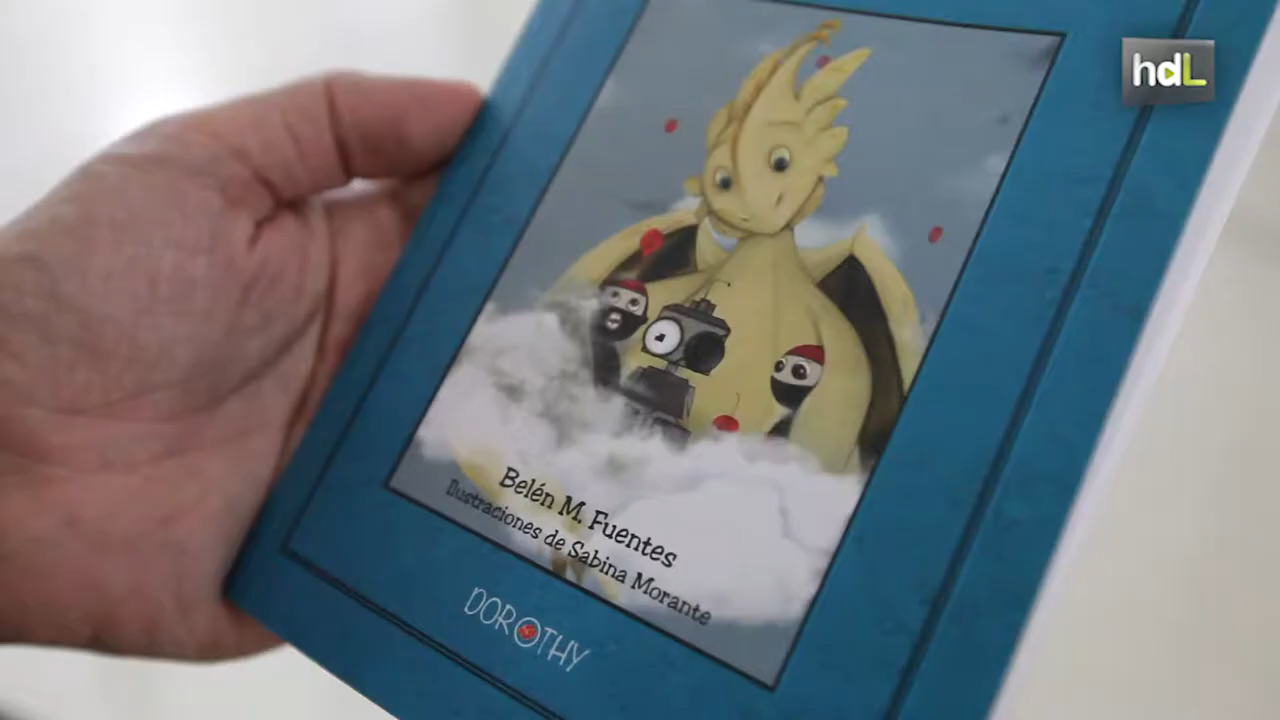 hdL
Belén M. Fuentes
Ilustraciones de Sabina Morante
DOROTHY